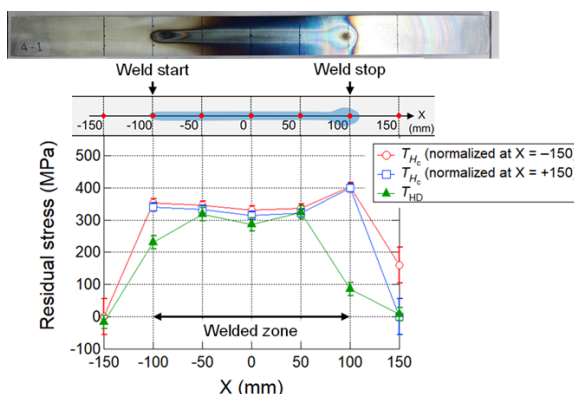 A-1
Weld start
Weld stop
X
-150 -100 -50 0 50 100 150 (mm)
T_Hc (normalized at X = −150)
T_Hc (normalized at X = +150
T_HD
Residual stress (MPa)
500
400
300
200
100
0
-100
Welded zone
-150 -100 -50 0 50 100 150
X (mm)